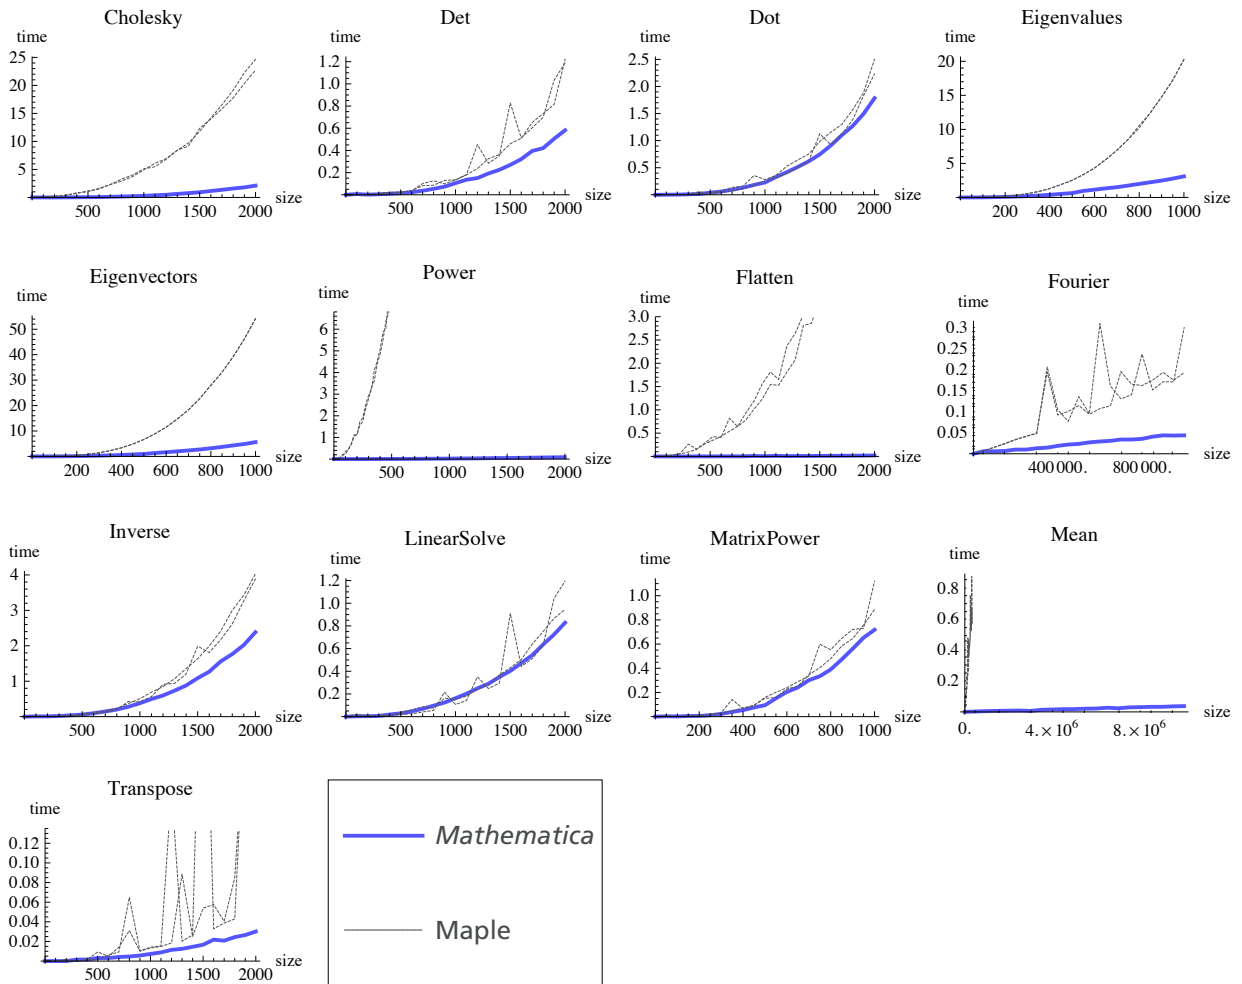 Cholesky
time
25
20
15
10
5
500 1000 1500 2000
size
Det
time
1.2
1.0
0.8
0.6
0.4
0.2
500 1000 1500 2000
size
Dot
time
2.5
2.0
1.5
1.0
0.5
500 1000 1500 2000
size
Eigenvalues
time
20
15
10
5
200 400 600 800 1000
size
Eigenvectors
time
50
40
30
20
10
200 400 600 800 1000
size
Power
time
6
5
4
3
2
1
500 1000 1500 2000
size
Flatten
time
3.0
2.5
2.0
1.5
1.0
0.5
500 1000 1500 2000
size
Fourier
time
0.3
0.25
0.2
0.15
0.1
0.05
400 000. 800 000.
size
Inverse
time
4
3
2
1
500 1000 1500 2000
size
LinearSolve
time
1.2
1.0
0.8
0.6
0.4
0.2
500 1000 1500 2000
size
MatrixPower
time
1.0
0.8
0.6
0.4
0.2
200 400 600 800 1000
size
Mean
time
0.8
0.6
0.4
0.2
0. 4. × 10⁶ 8. × 10⁶
size
Transpose
time
0.12
0.10
0.08
0.06
0.04
0.02
500 1000 1500 2000
size
Mathematica
Maple